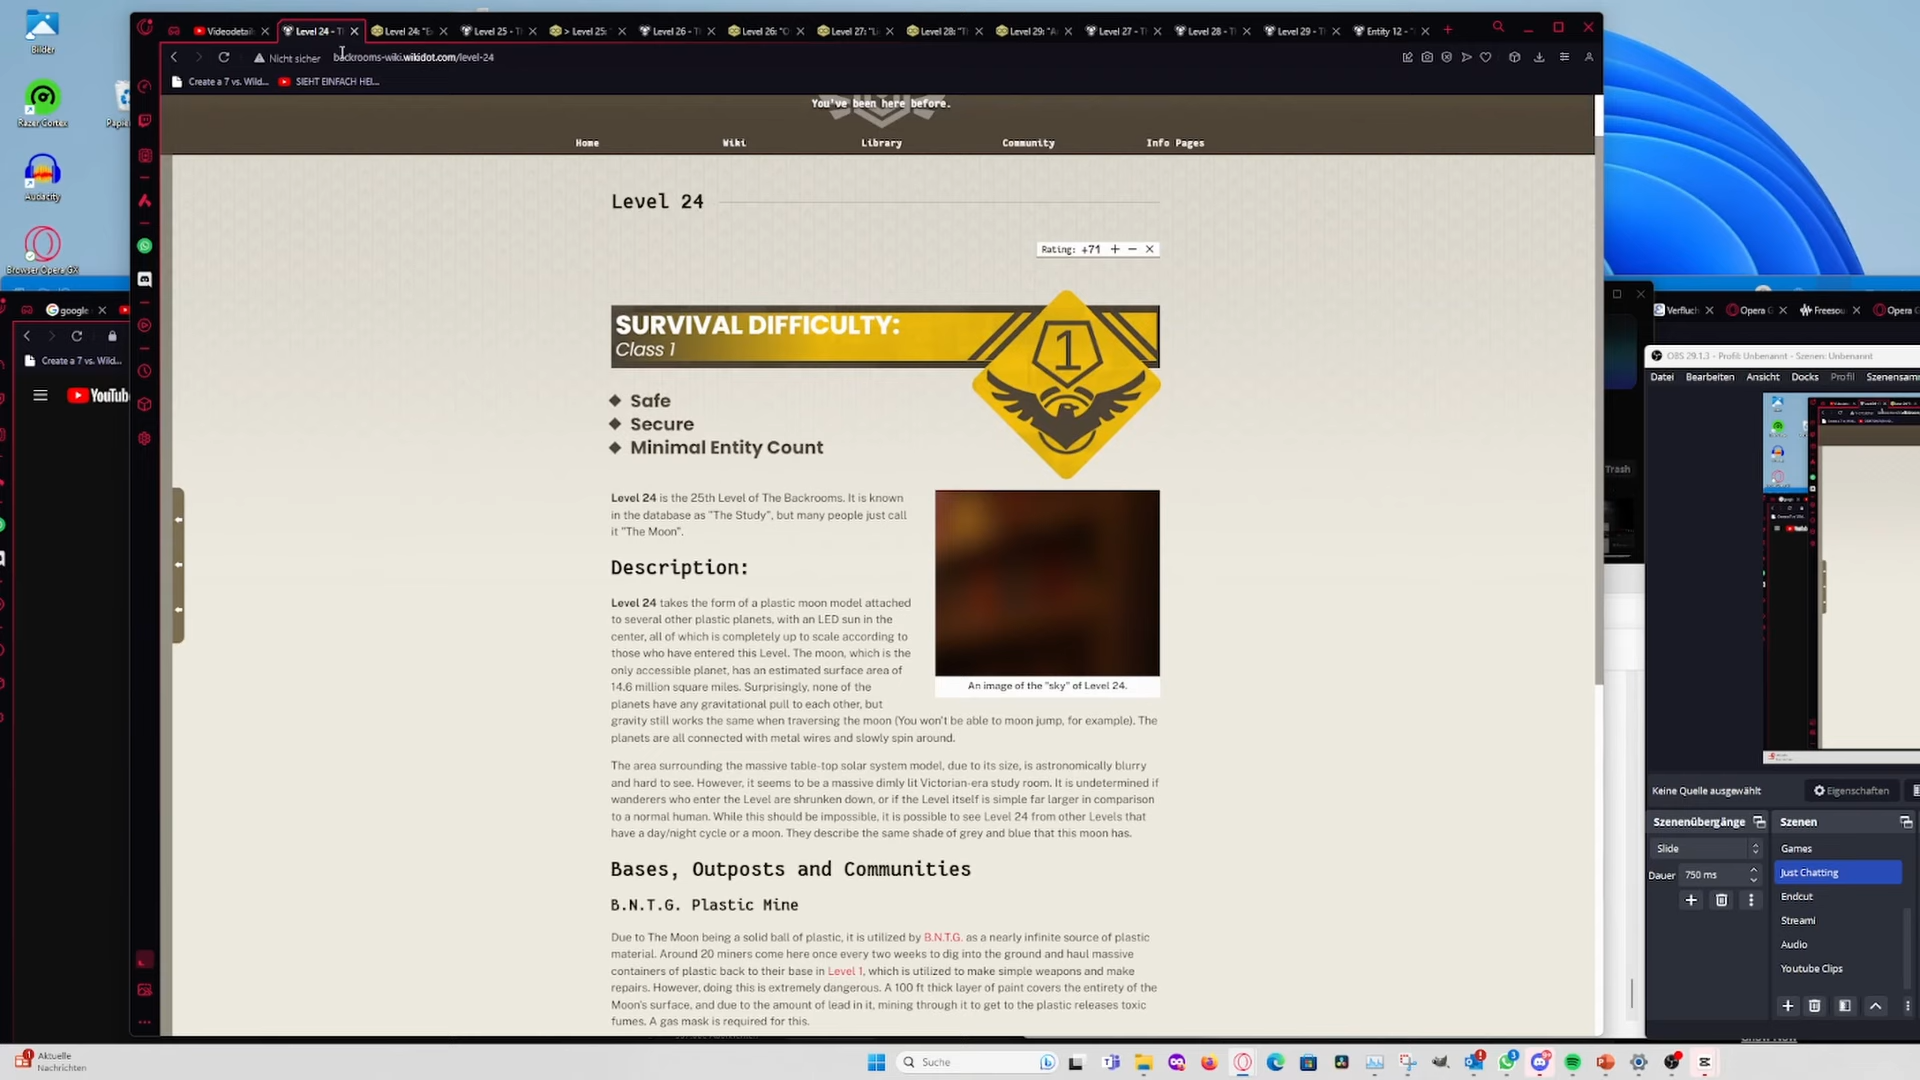 Bilder
Razer Cortex
Audacity
Browser Opera GX
Videodetail
Level 24 - T
Level 24: "E
Level 25 - T
> Level 25:
Level 26 - T
Level 26: "O
Level 27: "L
Level 28: "T
Level 29: "A
Level 27 - T
Level 28 - T
Level 29 - T
Entity 12 -
Nicht sicher
backrooms-wiki.wikidot.com/level-24
Create a 7 vs. Wild...
SIEHT EINFACH HEI...
You've been here before.
Home
Wiki
Library
Community
Info Pages
Level 24
Rating: +71 + − ×
SURVIVAL DIFFICULTY:
Class 1
1
Safe
Secure
Minimal Entity Count
Level 24 is the 25th Level of The Backrooms. It is known
in the database as "The Study", but many people just call
it "The Moon".
An image of the "sky" of Level 24.
Description:
Level 24 takes the form of a plastic moon model attached
to several other plastic planets, with an LED sun in the
center, all of which is completely up to scale according to
those who have entered this Level. The moon, which is the
only accessible planet, has an estimated surface area of
14.6 million square miles. Surprisingly, none of the
planets have any gravitational pull to each other, but
gravity still works the same when traversing the moon (You won't be able to moon jump, for example). The
planets are all connected with metal wires and slowly spin around.
The area surrounding the massive table-top solar system model, due to its size, is astronomically blurry
and hard to see. However, it seems to be a massive dimly lit Victorian-era study room. It is undetermined if
wanderers who enter the Level are shrunken down, or if the Level itself is simple far larger in comparison
to a normal human. While this should be impossible, it is possible to see Level 24 from other Levels that
have a day/night cycle or a moon. They describe the same shade of grey and blue that this moon has.
Bases, Outposts and Communities
B.N.T.G. Plastic Mine
Due to The Moon being a solid ball of plastic, it is utilized by B.N.T.G. as a nearly infinite source of plastic
material. Around 20 miners come here once every two weeks to dig into the ground and haul massive
containers of plastic back to their base in Level 1, which is utilized to make simple weapons and make
repairs. However, doing this is extremely dangerous. A 100 ft thick layer of paint covers the entirety of the
Moon's surface, and due to the amount of lead in it, mining through it to get to the plastic releases toxic
fumes. A gas mask is required for this.
google
Create a 7 vs. Wild...
YouTube
Verfluch
Opera G
Freesou
Opera G
OBS 29.1.3 - Profil: Unbenannt - Szenen: Unbenannt
Datei
Bearbeiten
Ansicht
Docks
Profil
Szenensamm
Trash
Keine Quelle ausgewählt
Eigenschaften
Szenenübergänge
Szenen
Slide
Dauer
750 ms
Games
Just Chatting
Endcut
Streami
Audio
Youtube Clips
Aktuelle
Nachrichten
Suche